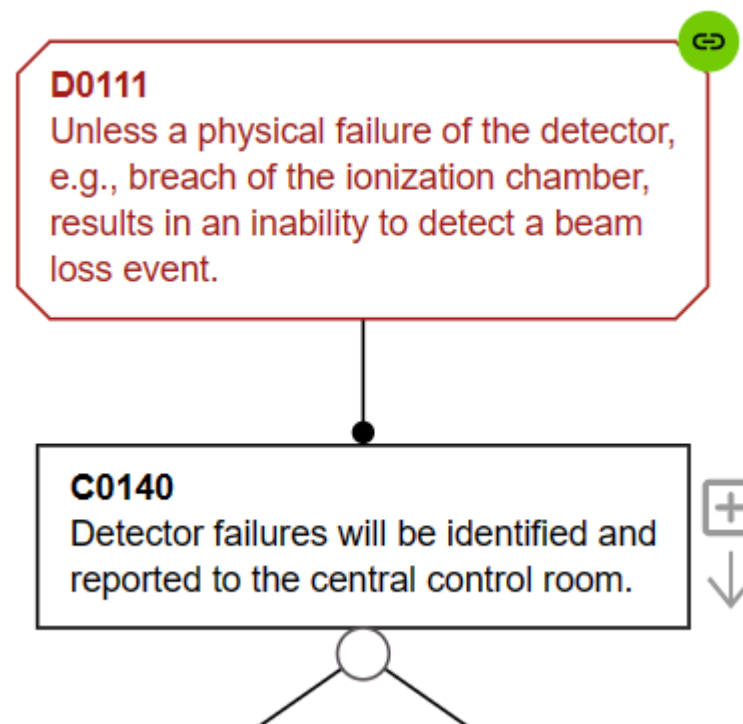 D0111
Unless a physical failure of the detector,
e.g., breach of the ionization chamber,
results in an inability to detect a beam
loss event.
C0140
Detector failures will be identified and
reported to the central control room.